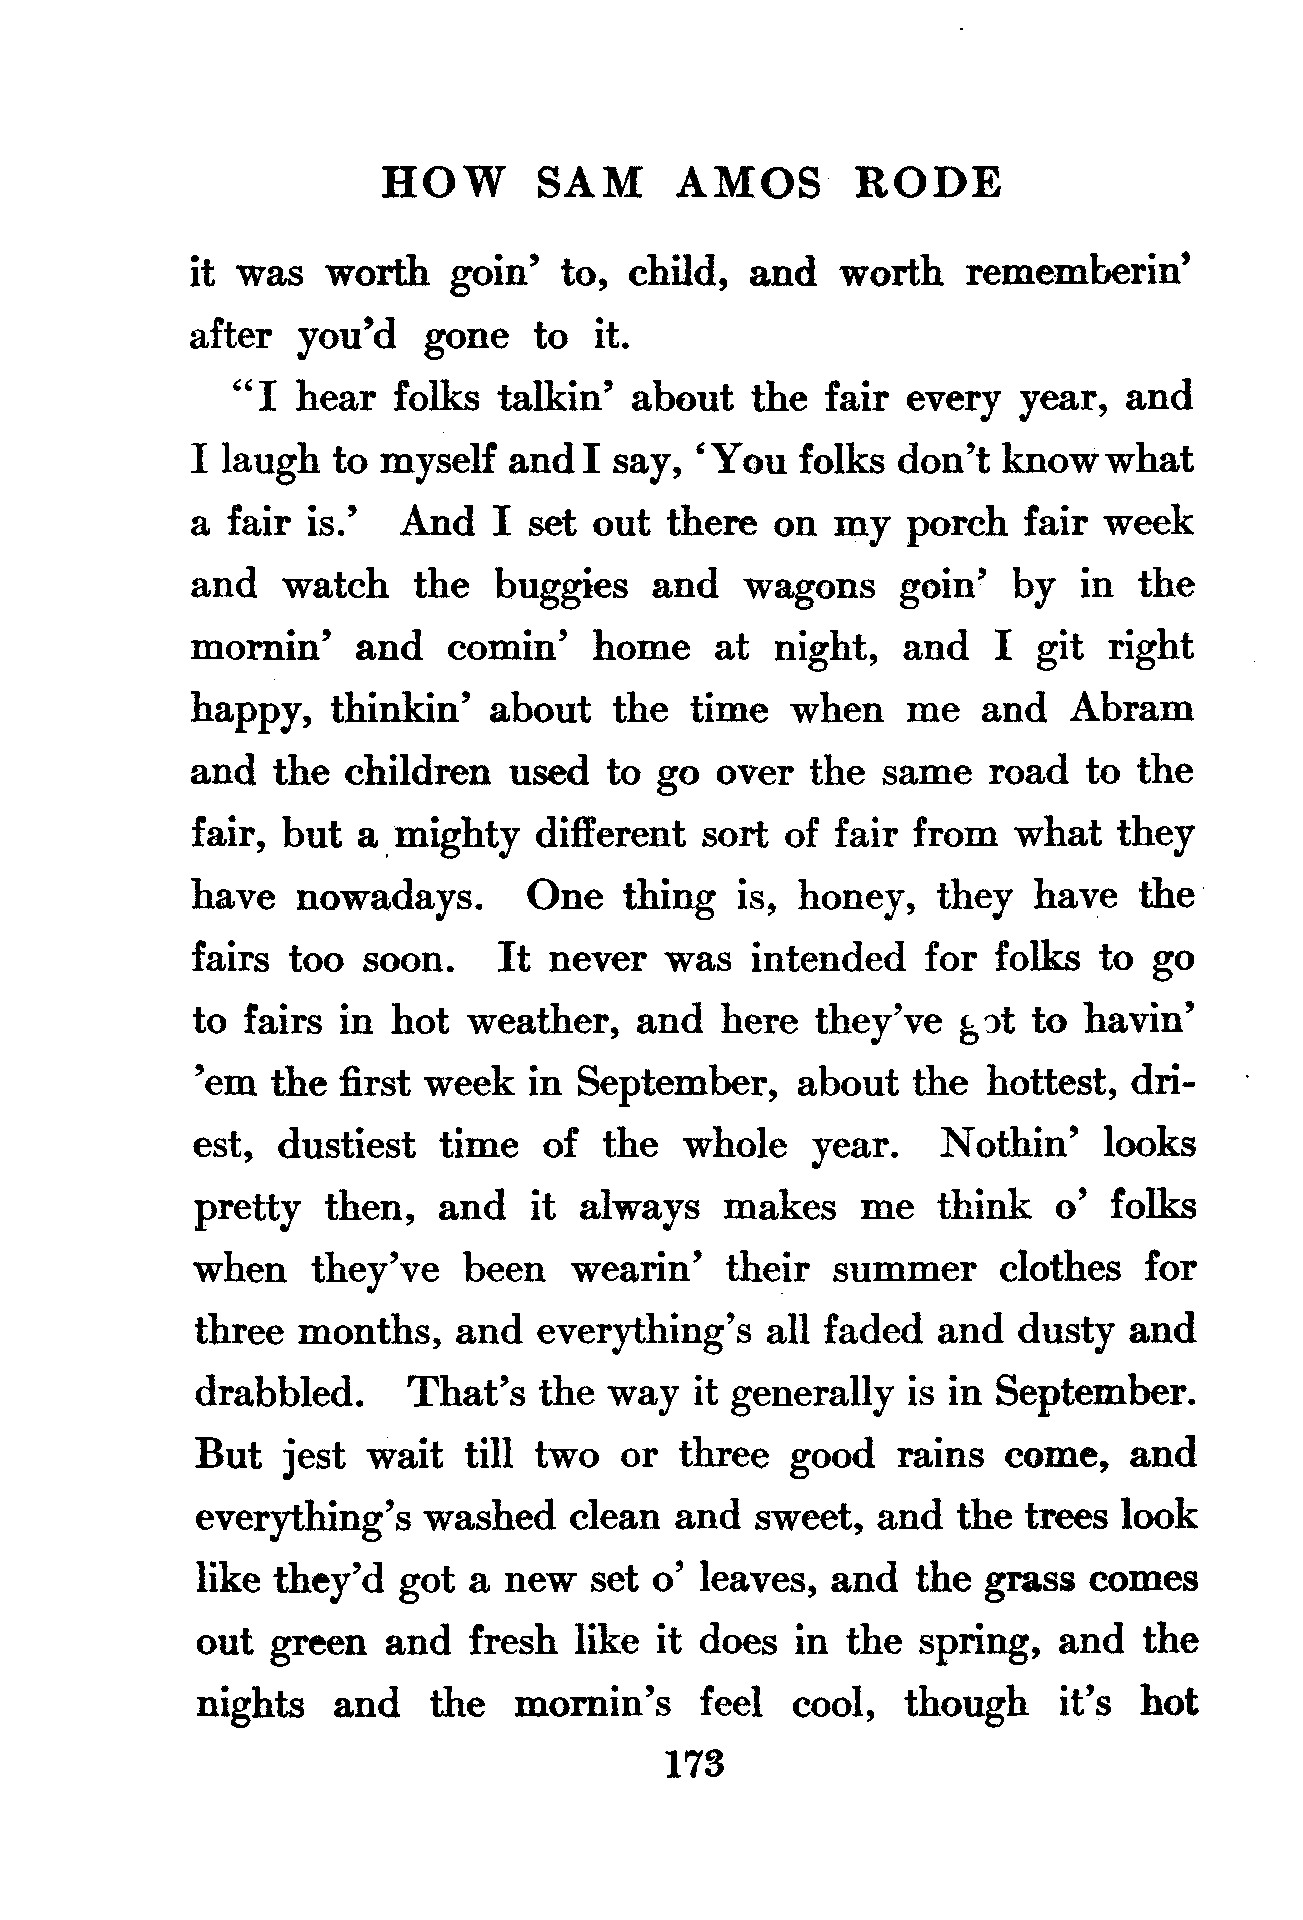 HOW SAM AMOS RODE
it was worth goin' to, child, and worth rememberin'
after you'd gone to it.
"I hear folks talkin' about the fair every year, and
I laugh to myself and I say, 'You folks don't know what
a fair is.' And I set out there on my porch fair week
and watch the buggies and wagons goin' by in the
mornin' and comin' home at night, and I git right
happy, thinkin' about the time when me and Abram
and the children used to go over the same road to the
fair, but a mighty different sort of fair from what they
have nowadays. One thing is, honey, they have the
fairs too soon. It never was intended for folks to go
to fairs in hot weather, and here they've got to havin'
'em the first week in September, about the hottest, dri-
est, dustiest time of the whole year. Nothin' looks
pretty then, and it always makes me think o' folks
when they've been wearin' their summer clothes for
three months, and everything's all faded and dusty and
drabbled. That's the way it generally is in September.
But jest wait till two or three good rains come, and
everything's washed clean and sweet, and the trees look
like they'd got a new set o' leaves, and the grass comes
out green and fresh like it does in the spring, and the
nights and the mornin's feel cool, though it's hot
173